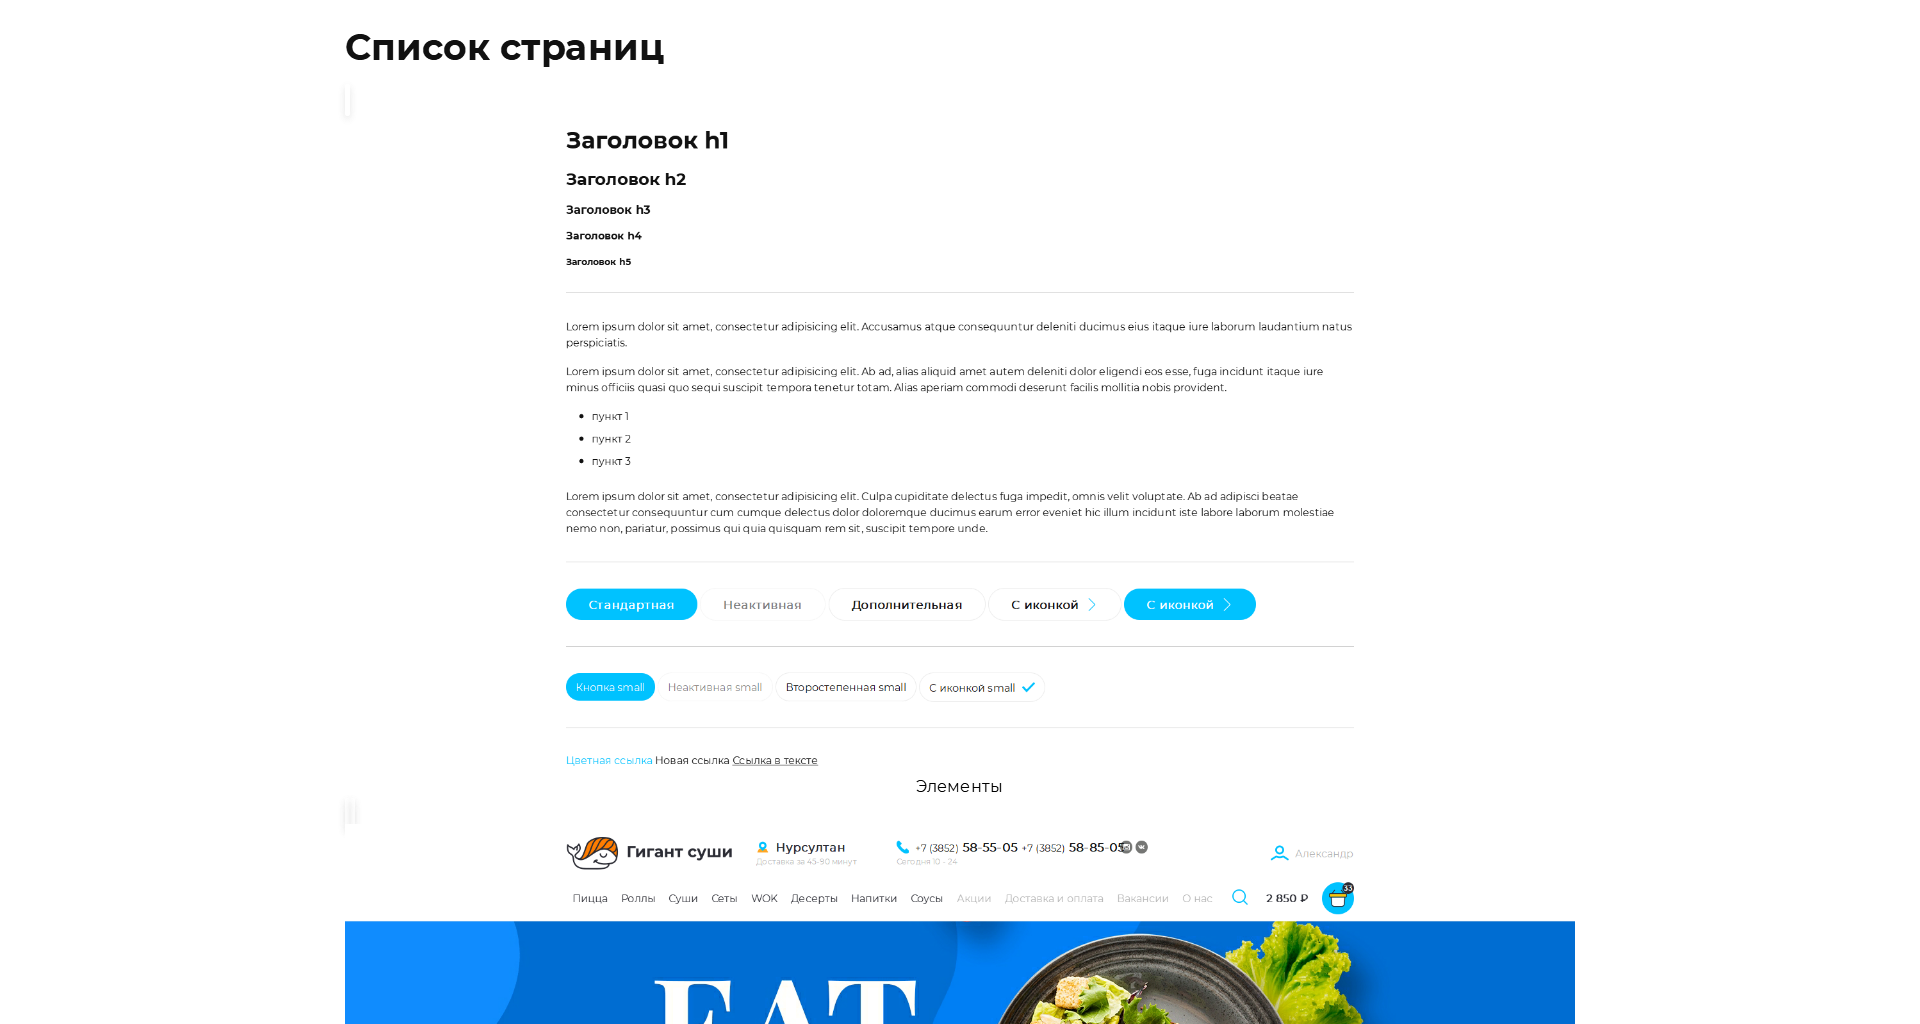 Список страниц
Заголовок h1
Заголовок h2
Заголовок h3
Заголовок h4
Заголовок h5
Lorem ipsum dolor sit amet, consectetur adipisicing elit. Accusamus atque consequuntur deleniti ducimus eius itaque iure laborum laudantium natus
perspiciatis.
Lorem ipsum dolor sit amet, consectetur adipisicing elit. Ab ad, alias aliquid amet autem deleniti dolor eligendi eos esse, fuga incidunt itaque iure
minus officiis quasi quo sequi suscipit tempora tenetur totam. Alias aperiam commodi deserunt facilis mollitia nobis provident.
• пункт 1
• пункт 2
• пункт 3
Lorem ipsum dolor sit amet, consectetur adipisicing elit. Culpa cupiditate delectus fuga impedit, omnis velit voluptate. Ab ad adipisci beatae
consectetur consequuntur cum cumque delectus dolor doloremque ducimus earum error eveniet hic illum incidunt iste labore laborum molestiae
nemo non, pariatur, possimus qui quia quisquam rem sit, suscipit tempore unde.
Стандартная Неактивная Дополнительная С иконкой С иконкой
Кнопка small Неактивная small Второстепенная small С иконкой small
Цветная ссылка Новая ссылка Ссылка в тексте
Элементы
Гигант суши Нурсултан +7 (3852) 58-55-05 +7 (3852) 58-85-05 Александр
Доставка за 45-90 минут Сегодня 10 - 24
Пицца Роллы Суши Сеты WOK Десерты Напитки Соусы Акции Доставка и оплата Вакансии О нас 2 850 ₽ 33
EAT